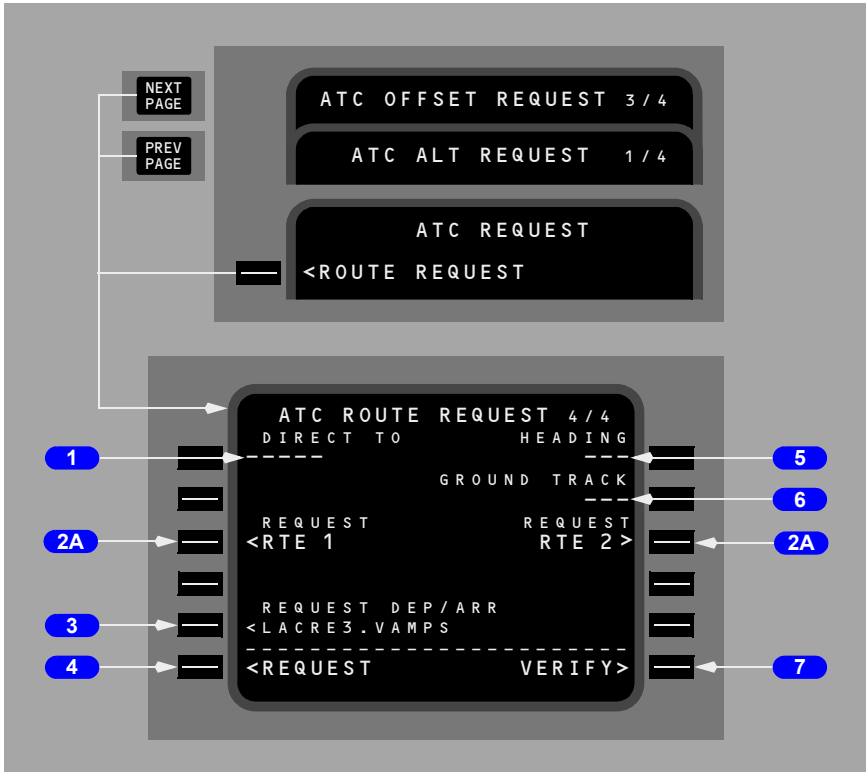 NEXT
PAGE
ATC OFFSET REQUEST 3/4
PREV
PAGE
ATC ALT REQUEST 1/4
ATC REQUEST
<ROUTE REQUEST
ATC ROUTE REQUEST 4/4
DIRECT TO HEADING
1 ----- --- 5
GROUND TRACK
--- 6
REQUEST REQUEST
2A <RTE 1 RTE 2> 2A
REQUEST DEP/ARR
3 <LACRE3.VAMPS
------------------------
4 <REQUEST VERIFY> 7